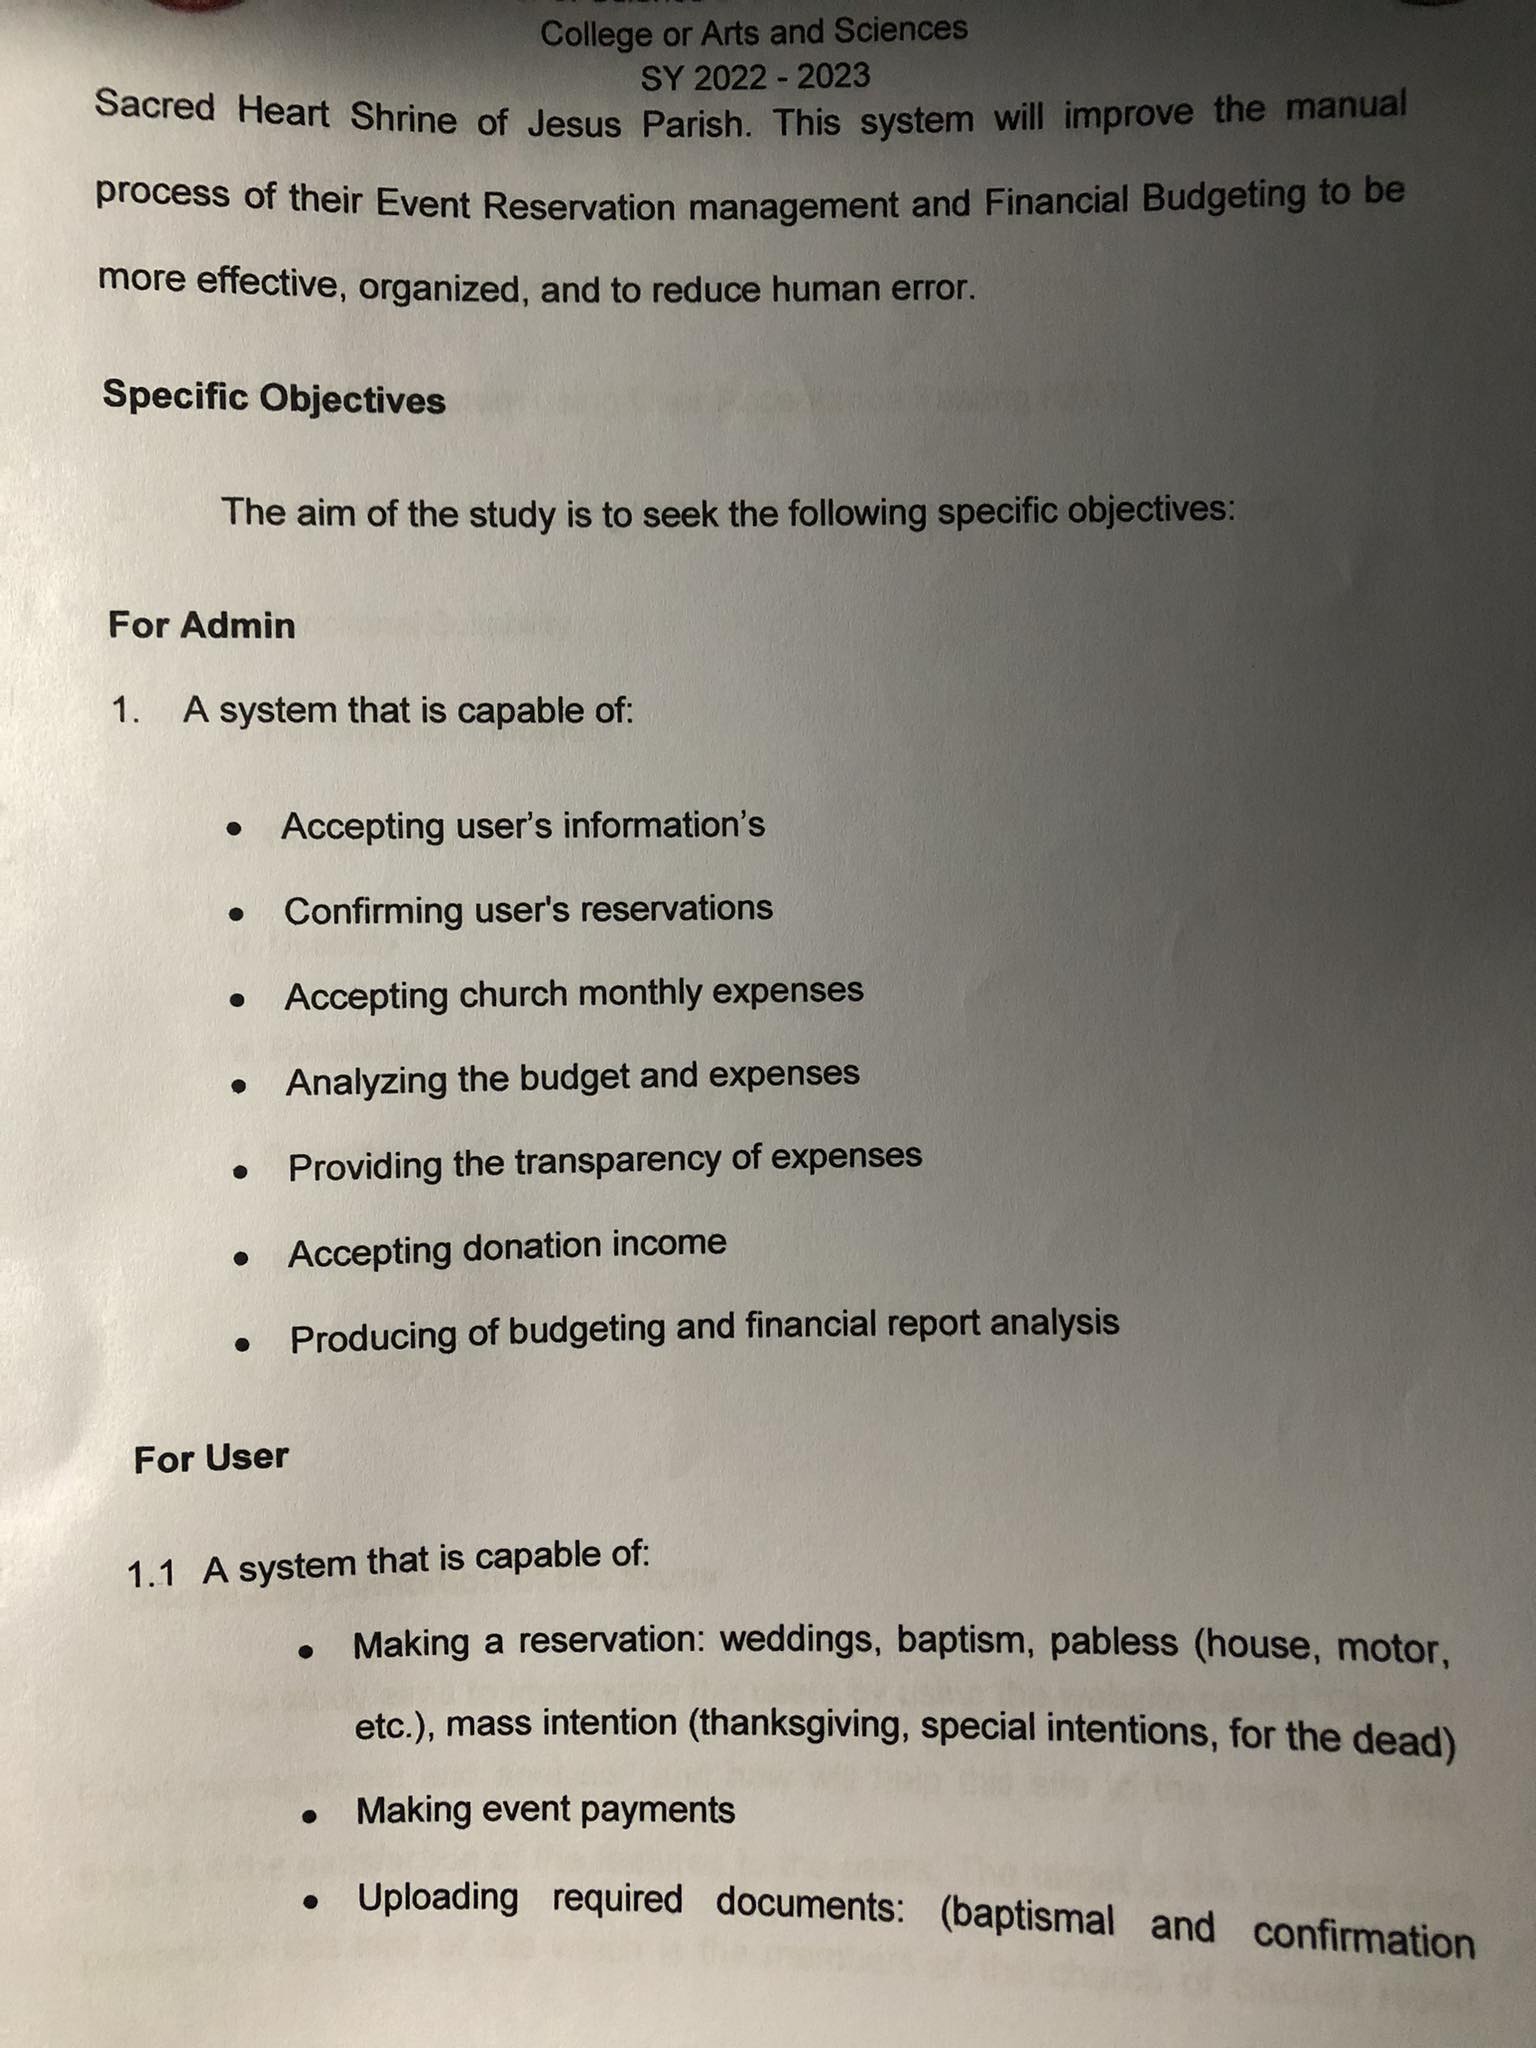 College or Arts and Sciences
SY 2022 - 2023
Sacred Heart Shrine of Jesus Parish. This system will improve the manual
process of their Event Reservation management and Financial Budgeting to be
more effective, organized, and to reduce human error.
Specific Objectives
The aim of the study is to seek the following specific objectives:
For Admin
1. A system that is capable of:
• Accepting user's information's
• Confirming user's reservations
• Accepting church monthly expenses
• Analyzing the budget and expenses
• Providing the transparency of expenses
• Accepting donation income
• Producing of budgeting and financial report analysis
For User
1.1 A system that is capable of:
• Making a reservation: weddings, baptism, pabless (house, motor,
etc.), mass intention (thanksgiving, special intentions, for the dead)
• Making event payments
• Uploading required documents: (baptismal and confirmation